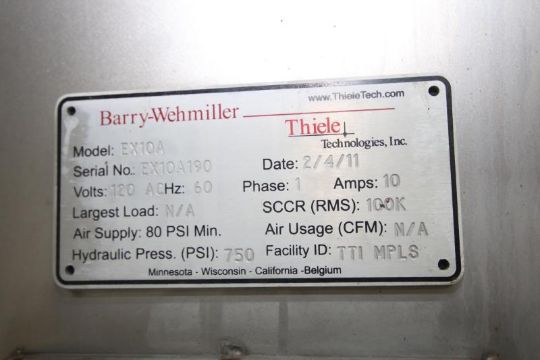 www.ThieleTech.com
Barry-Wehmiller
Thiele
Technologies, Inc.
Model: EX10A
Serial No.: EX10A190 Date: 2/4/11
Volts: 120 AC Hz: 60 Phase: 1 Amps: 10
Largest Load: N/A SCCR (RMS): 100K
Air Supply: 80 PSI Min. Air Usage (CFM): N/A
Hydraulic Press. (PSI): 750 Facility ID: TTI MPLS
Minnesota - Wisconsin - California -Belgium